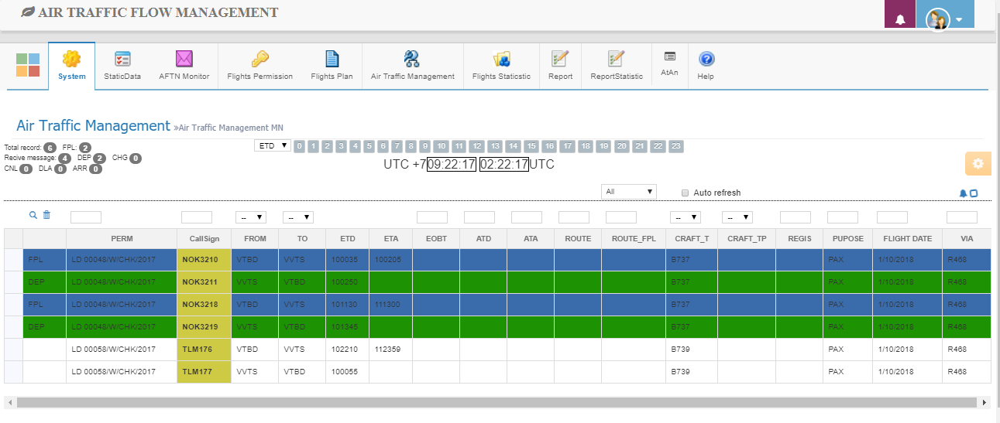 AIR TRAFFIC FLOW MANAGEMENT
System StaticData AFTN Monitor Flights Permission Flights Plan Air Traffic Management Flights Staticstic Report ReportStatistic AtAn Help
Air Traffic Management »Air Traffic Management MN
Total record: 6 FPL: 2
ETD 0 1 2 3 4 5 6 7 8 9 10 11 12 13 14 15 16 17 18 19 20 21 22 23
Recive message: 4 DEP 2 CHG 0
CNL 0 DLA 0 ARR 0
UTC +7 09:22:17 02:22:17 UTC
All Auto refresh
-- -- -- --
PERM CallSign FROM TO ETD ETA EOBT ATD ATA ROUTE ROUTE_FPL CRAFT_T CRAFT_TP REGIS PUPOSE FLIGHT DATE VIA
FPL LD 00048/W/CHK/2017 NOK3210 VTBD VVTS 100035 100205 B737 PAX 1/10/2018 R468
DEP LD 00048/W/CHK/2017 NOK3211 VVTS VTBD 100250 B737 PAX 1/10/2018 R468
FPL LD 00048/W/CHK/2017 NOK3218 VTBD VVTS 101130 111300 B737 PAX 1/10/2018 R468
DEP LD 00048/W/CHK/2017 NOK3219 VVTS VTBD 101345 B737 PAX 1/10/2018 R468
LD 00058/W/CHK/2017 TLM176 VTBD VVTS 102210 112359 B739 PAX 1/10/2018 R468
LD 00058/W/CHK/2017 TLM177 VVTS VTBD 100055 B739 PAX 1/10/2018 R468